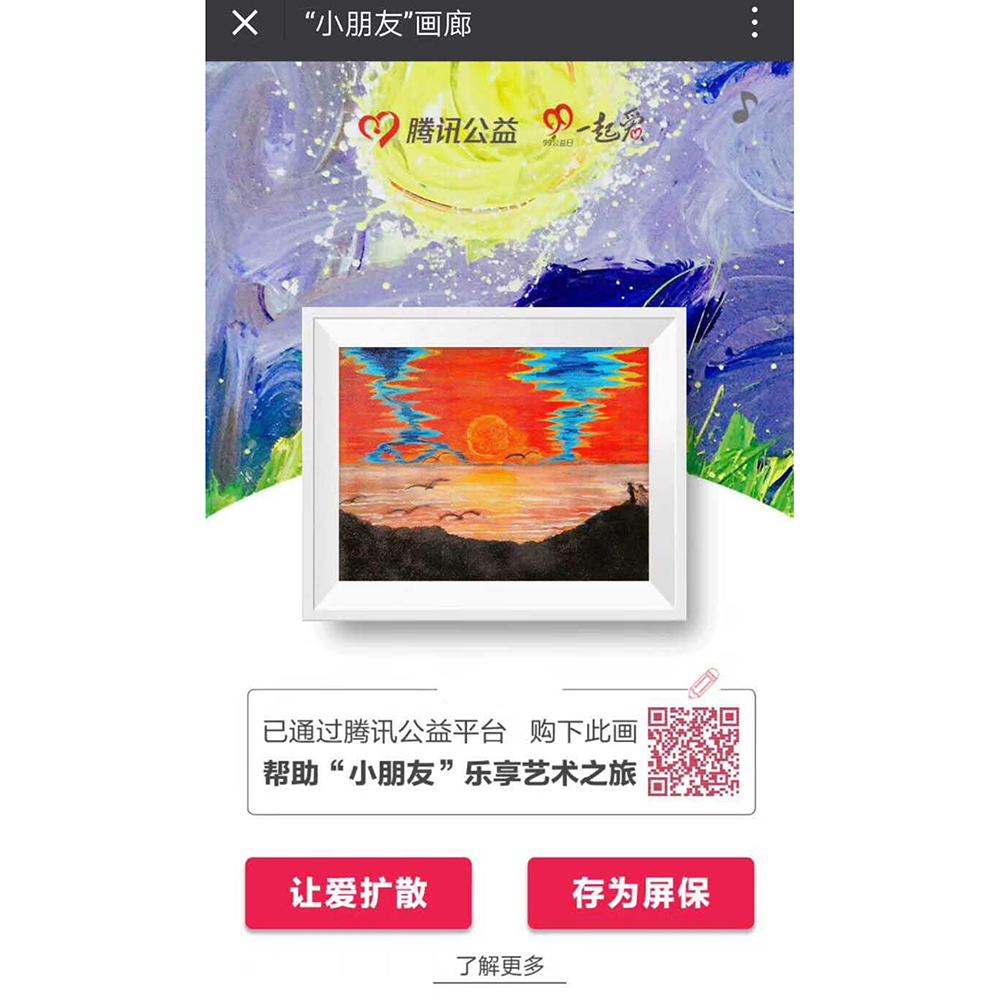 “小朋友”画廊
腾讯公益 99公益日 一起爱
已通过腾讯公益平台 购下此画
帮助“小朋友”乐享艺术之旅
让爱扩散 存为屏保
了解更多